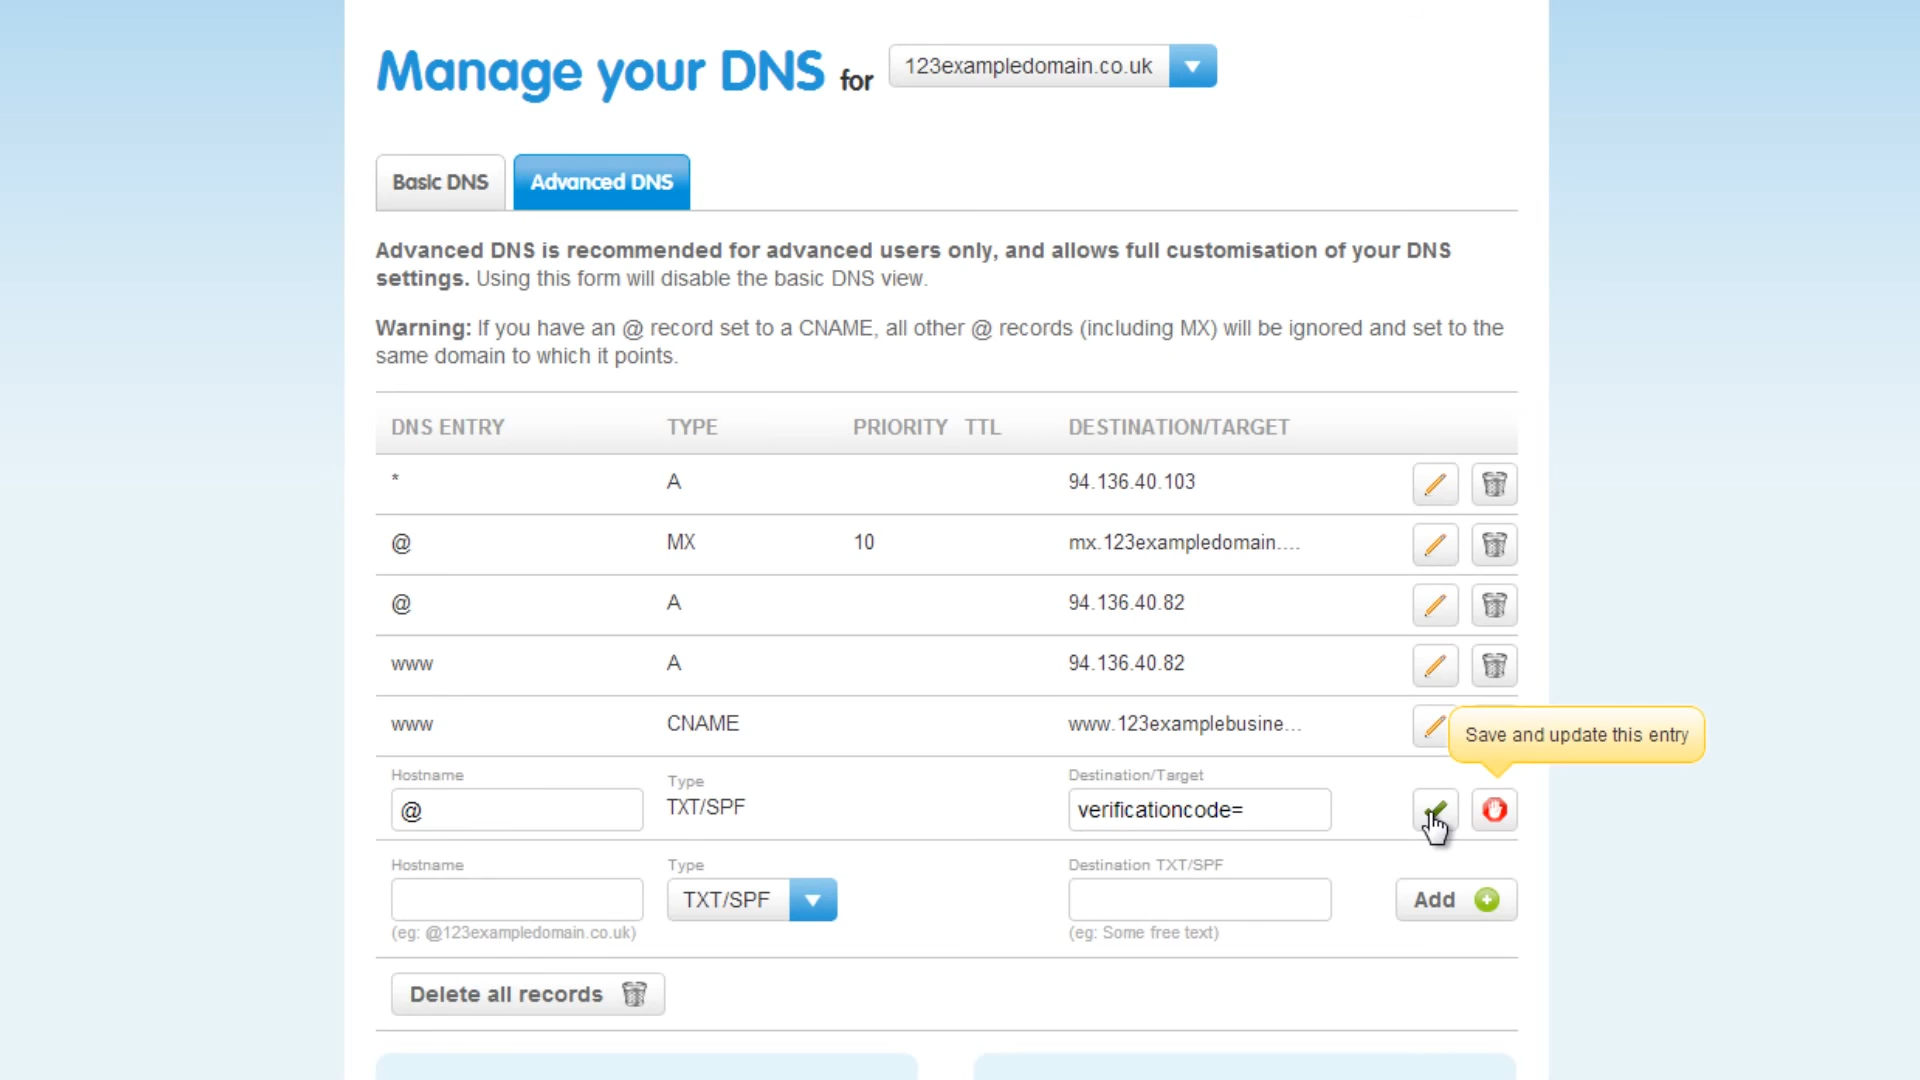 Manage your DNS for 123exampledomain.co.uk
Basic DNS Advanced DNS
Advanced DNS is recommended for advanced users only, and allows full customisation of your DNS
settings. Using this form will disable the basic DNS view.
Warning: If you have an @ record set to a CNAME, all other @ records (including MX) will be ignored and set to the
same domain to which it points.
DNS ENTRY TYPE PRIORITY TTL DESTINATION/TARGET
* A 94.136.40.103
@ MX 10 mx.123exampledomain....
@ A 94.136.40.82
www A 94.136.40.82
www CNAME www.123examplebusine...
Save and update this entry
Hostname Type Destination/Target
@ TXT/SPF verificationcode=
Hostname Type Destination TXT/SPF
TXT/SPF Add
(eg: @123exampledomain.co.uk) (eg: Some free text)
Delete all records